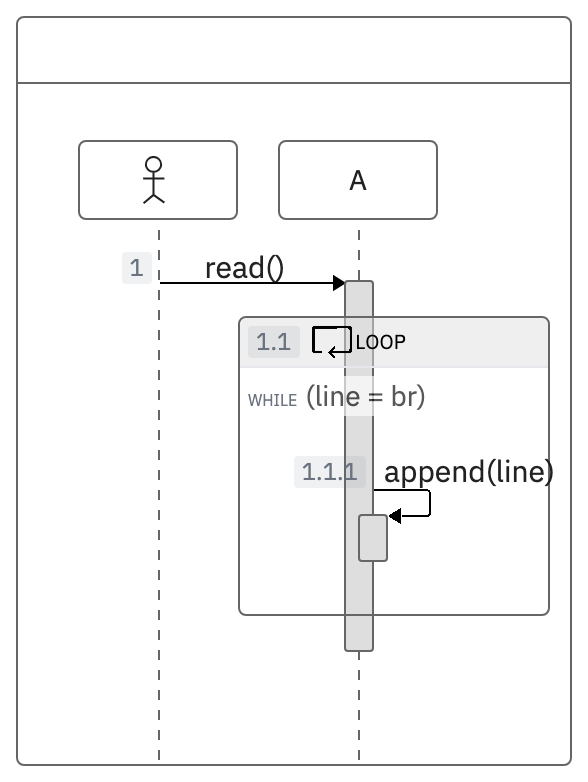 A
1 read()
1.1 LOOP
WHILE (line = br)
1.1.1 append(line)